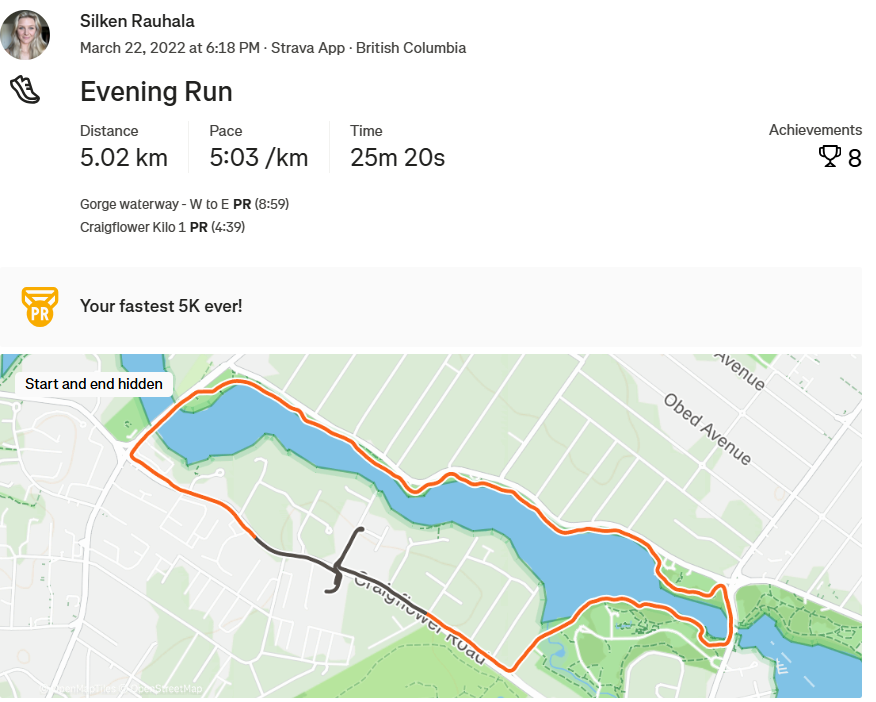 Silken Rauhala
March 22, 2022 at 6:18 PM · Strava App · British Columbia
Evening Run
Distance
Pace
Time
Achievements
5.02 km
5:03 /km
25m 20s
8
Gorge waterway - W to E PR (8:59)
Craigflower Kilo 1 PR (4:39)
PR
Your fastest 5K ever!
Start and end hidden
Avenue
Obed Avenue
Craigflower Road
© OpenMapTiles © OpenStreetMap